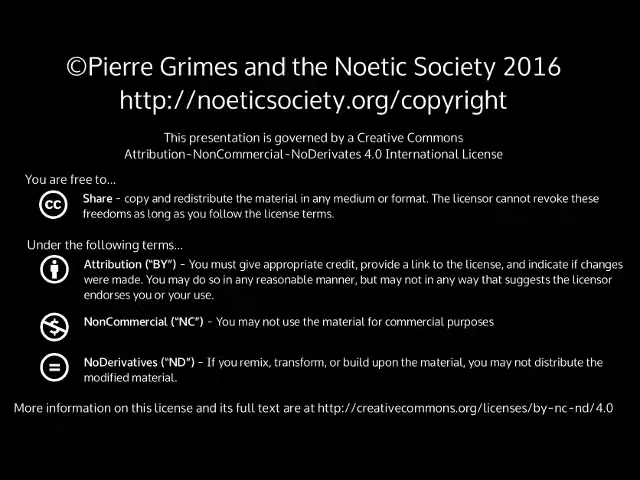 ©Pierre Grimes and the Noetic Society 2016
http://noeticsociety.org/copyright
This presentation is governed by a Creative Commons
Attribution-NonCommercial-NoDerivates 4.0 International License
You are free to...
cc
Share - copy and redistribute the material in any medium or format. The licensor cannot revoke these
freedoms as long as you follow the license terms.
Under the following terms...
Attribution ("BY") - You must give appropriate credit, provide a link to the license, and indicate if changes
were made. You may do so in any reasonable manner, but may not in any way that suggests the licensor
endorses you or your use.
NonCommercial ("NC") - You may not use the material for commercial purposes
NoDerivatives ("ND") - If you remix, transform, or build upon the material, you may not distribute the
modified material.
More information on this license and its full text are at http://creativecommons.org/licenses/by-nc-nd/4.0